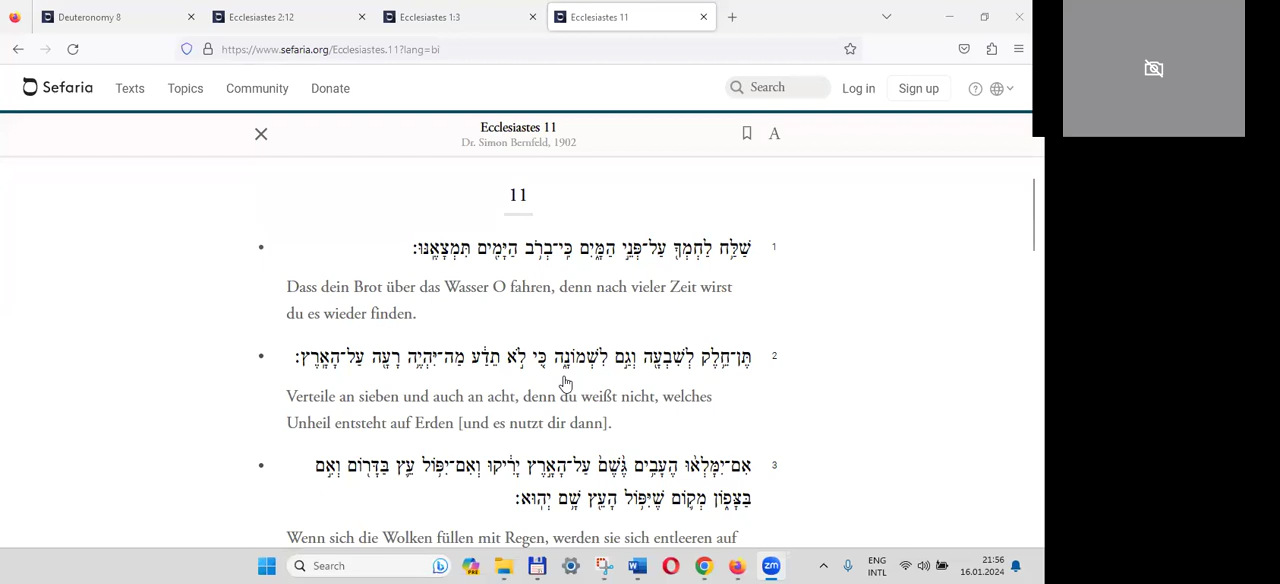 Deuteronomy 8
Ecclesiastes 2:12
Ecclesiastes 1:3
Ecclesiastes 11
https://www.sefaria.org/Ecclesiastes.11?lang=bi
Sefaria
Texts
Topics
Community
Donate
Search
Log in
Sign up
Ecclesiastes 11
Dr. Simon Bernfeld, 1902
A
11
שַׁלַּ֥ח לַחְמְךָ֖ עַל־פְּנֵ֣י הַמָּ֑יִם כִּֽי־בְרֹ֥ב הַיָּמִ֖ים תִּמְצָאֶֽנּוּ׃
1
Dass dein Brot über das Wasser O fahren, denn nach vieler Zeit wirst
du es wieder finden.
תֶּן־חֵ֥לֶק לְשִׁבְעָ֖ה וְגַ֣ם לִשְׁמוֹנָ֑ה כִּ֚י לֹ֣א תֵדַ֔ע מַה־יִּהְיֶ֥ה רָעָ֖ה עַל־הָאָֽרֶץ׃
2
Verteile an sieben und auch an acht, denn du weißt nicht, welches
Unheil entsteht auf Erden [und es nutzt dir dann].
אִם־יִמָּלְא֨וּ הֶעָבִ֥ים גֶּ֙שֶׁם֙ עַל־הָאָ֣רֶץ יָרִ֔יקוּ וְאִם־יִפּ֥וֹל עֵ֛ץ בַּדָּר֖וֹם וְאִ֣ם
3
בַּצָּפ֑וֹן מְק֛וֹם שֶׁיִּפּ֥וֹל הָעֵ֖ץ שָׁ֥ם יְהֽוּא׃
Wenn sich die Wolken füllen mit Regen, werden sie sich entleeren auf
Search
ENG
INTL
21:56
16.01.2024